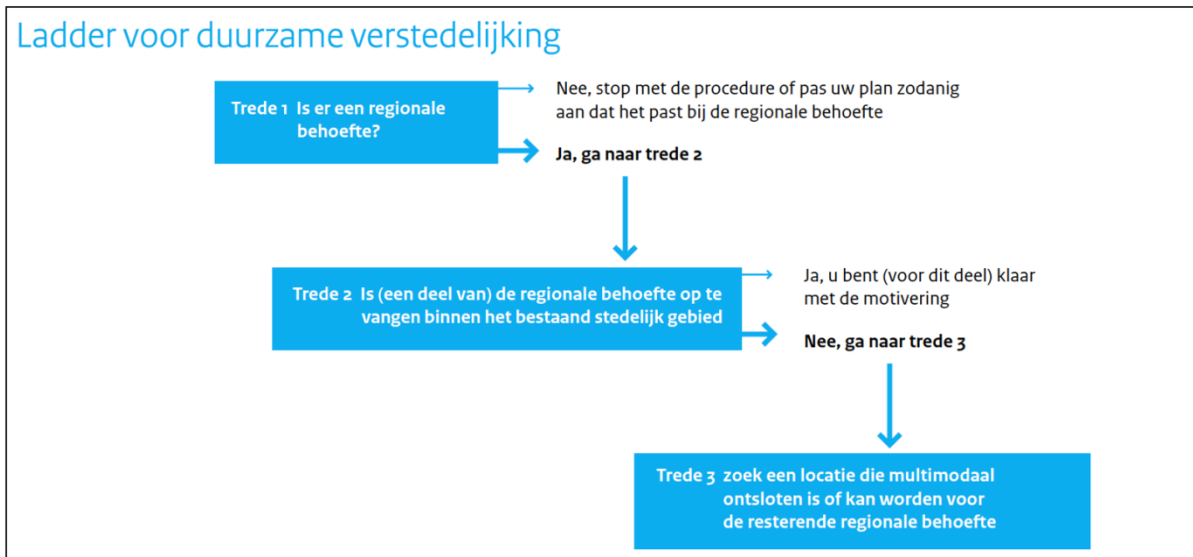 Ladder voor duurzame verstedelijking
Trede 1 Is er een regionale
behoefte?
Nee, stop met de procedure of pas uw plan zodanig
aan dat het past bij de regionale behoefte
Ja, ga naar trede 2
Trede 2 Is (een deel van) de regionale behoefte op te
vangen binnen het bestaand stedelijk gebied
Ja, u bent (voor dit deel) klaar
met de motivering
Nee, ga naar trede 3
Trede 3 zoek een locatie die multimodaal
ontsloten is of kan worden voor
de resterende regionale behoefte